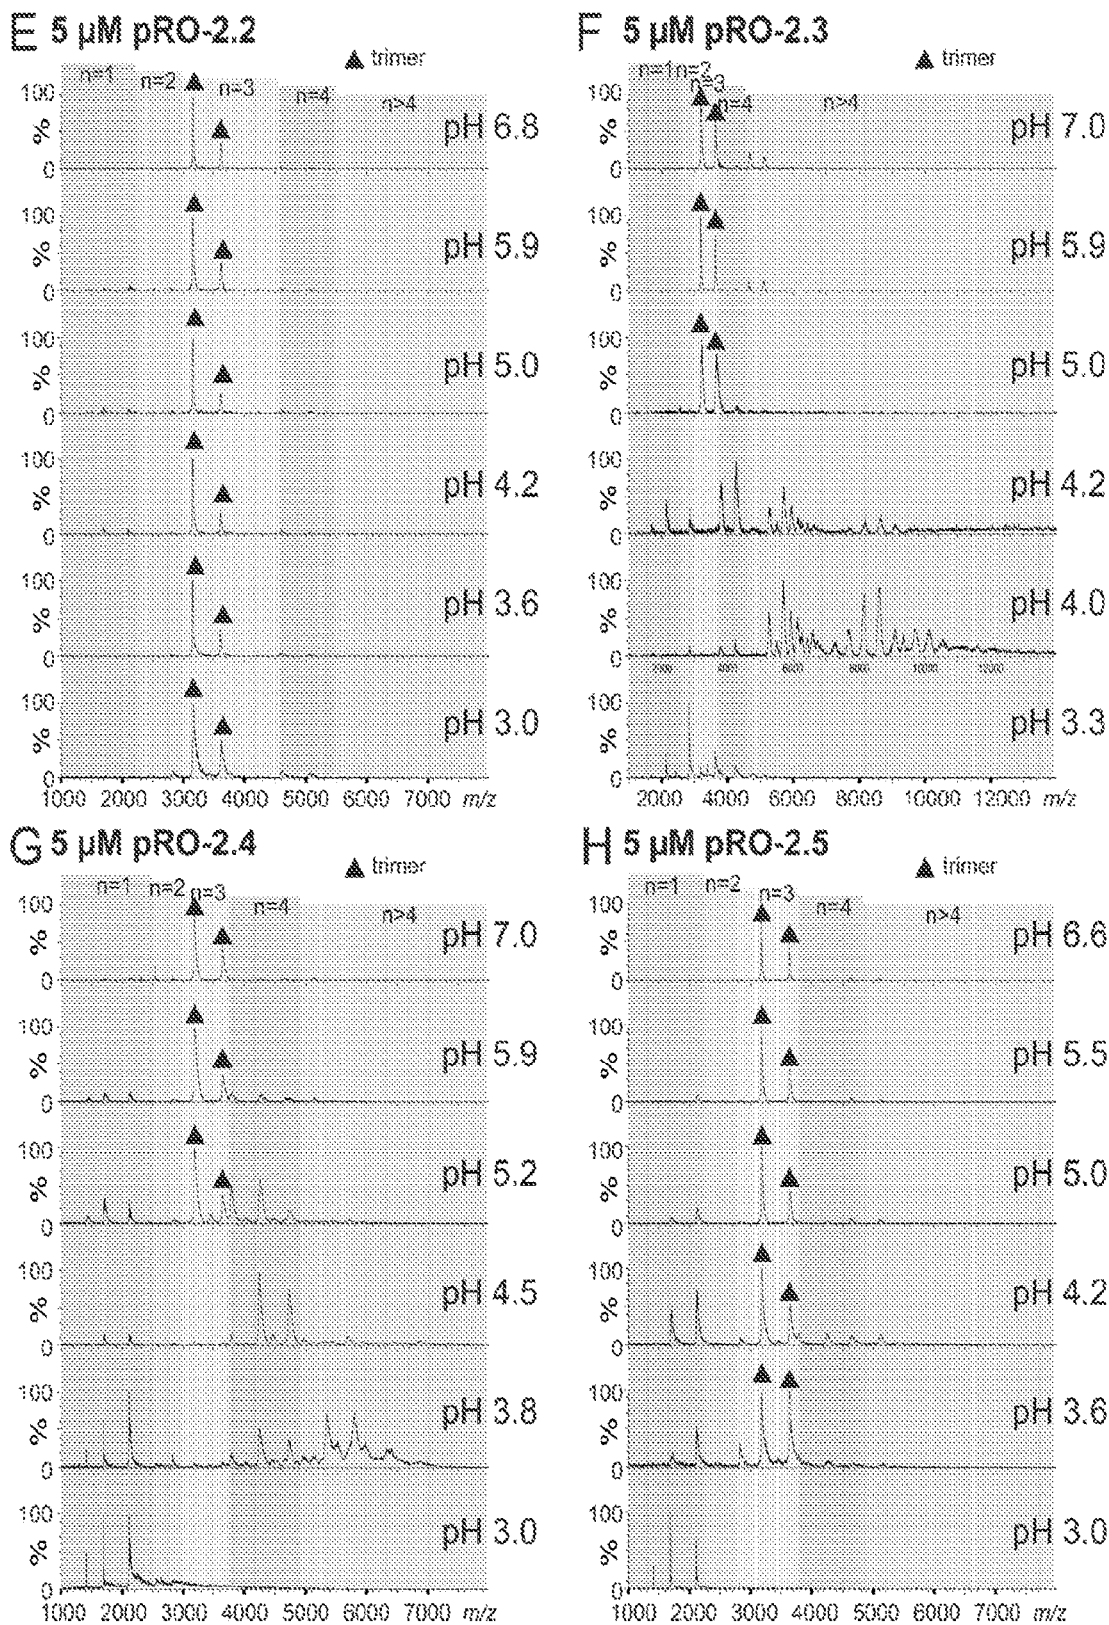 E 5 µM pRO-2.2
▲ trimer
n=1 n=2 n=3 n=4 n>4
100 % 0 pH 6.8
100 % 0 pH 5.9
100 % 0 pH 5.0
100 % 0 pH 4.2
100 % 0 pH 3.6
100 % 0 pH 3.0
1000 2000 3000 4000 5000 6000 7000 m/z
F 5 µM pRO-2.3
▲ trimer
n=1 n=2 n=3 n=4 n>4
100 % 0 pH 7.0
100 % 0 pH 5.9
100 % 0 pH 5.0
100 % 0 pH 4.2
100 % 0 pH 4.0
2000 4000 6000 8000 10000 12000
100 % 0 pH 3.3
2000 4000 6000 8000 10000 12000 m/z
G 5 µM pRO-2.4
▲ trimer
n=1 n=2 n=3 n=4 n>4
100 % 0 pH 7.0
100 % 0 pH 5.9
100 % 0 pH 5.2
100 % 0 pH 4.5
100 % 0 pH 3.8
100 % 0 pH 3.0
1000 2000 3000 4000 5000 6000 7000 m/z
H 5 µM pRO-2.5
▲ trimer
n=1 n=2 n=3 n=4 n>4
100 % 0 pH 6.6
100 % 0 pH 5.5
100 % 0 pH 5.0
100 % 0 pH 4.2
100 % 0 pH 3.6
100 % 0 pH 3.0
1000 2000 3000 4000 5000 6000 7000 m/z